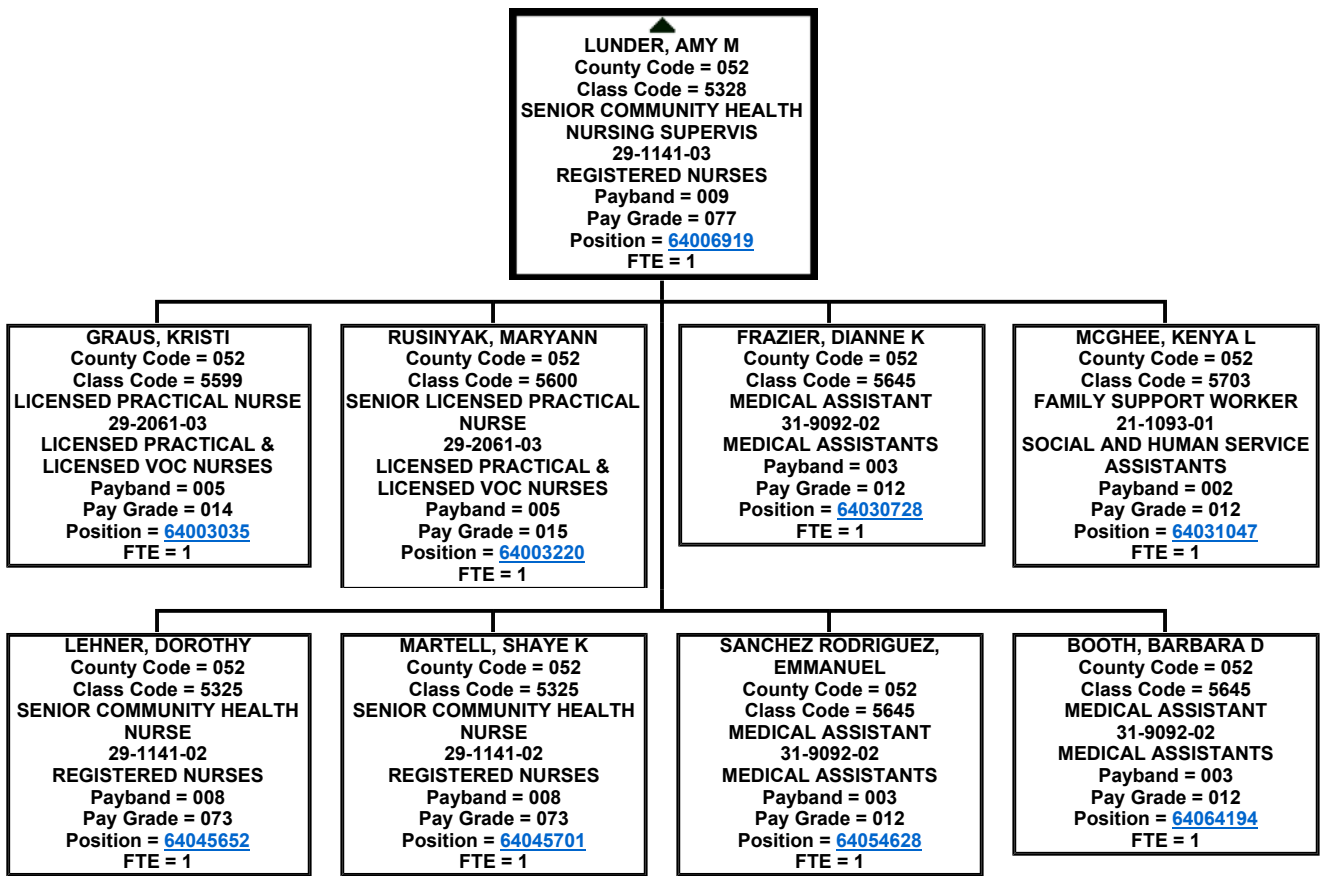 LUNDER, AMY M
County Code = 052
Class Code = 5328
SENIOR COMMUNITY HEALTH
NURSING SUPERVIS
29-1141-03
REGISTERED NURSES
Payband = 009
Pay Grade = 077
Position = 64006919
FTE = 1
GRAUS, KRISTI
County Code = 052
Class Code = 5599
LICENSED PRACTICAL NURSE
29-2061-03
LICENSED PRACTICAL &
LICENSED VOC NURSES
Payband = 005
Pay Grade = 014
Position = 64003035
FTE = 1
RUSINYAK, MARYANN
County Code = 052
Class Code = 5600
SENIOR LICENSED PRACTICAL
NURSE
29-2061-03
LICENSED PRACTICAL &
LICENSED VOC NURSES
Payband = 005
Pay Grade = 015
Position = 64003220
FTE = 1
FRAZIER, DIANNE K
County Code = 052
Class Code = 5645
MEDICAL ASSISTANT
31-9092-02
MEDICAL ASSISTANTS
Payband = 003
Pay Grade = 012
Position = 64030728
FTE = 1
MCGHEE, KENYA L
County Code = 052
Class Code = 5703
FAMILY SUPPORT WORKER
21-1093-01
SOCIAL AND HUMAN SERVICE
ASSISTANTS
Payband = 002
Pay Grade = 012
Position = 64031047
FTE = 1
LEHNER, DOROTHY
County Code = 052
Class Code = 5325
SENIOR COMMUNITY HEALTH
NURSE
29-1141-02
REGISTERED NURSES
Payband = 008
Pay Grade = 073
Position = 64045652
FTE = 1
MARTELL, SHAYE K
County Code = 052
Class Code = 5325
SENIOR COMMUNITY HEALTH
NURSE
29-1141-02
REGISTERED NURSES
Payband = 008
Pay Grade = 073
Position = 64045701
FTE = 1
SANCHEZ RODRIGUEZ,
EMMANUEL
County Code = 052
Class Code = 5645
MEDICAL ASSISTANT
31-9092-02
MEDICAL ASSISTANTS
Payband = 003
Pay Grade = 012
Position = 64054628
FTE = 1
BOOTH, BARBARA D
County Code = 052
Class Code = 5645
MEDICAL ASSISTANT
31-9092-02
MEDICAL ASSISTANTS
Payband = 003
Pay Grade = 012
Position = 64064194
FTE = 1